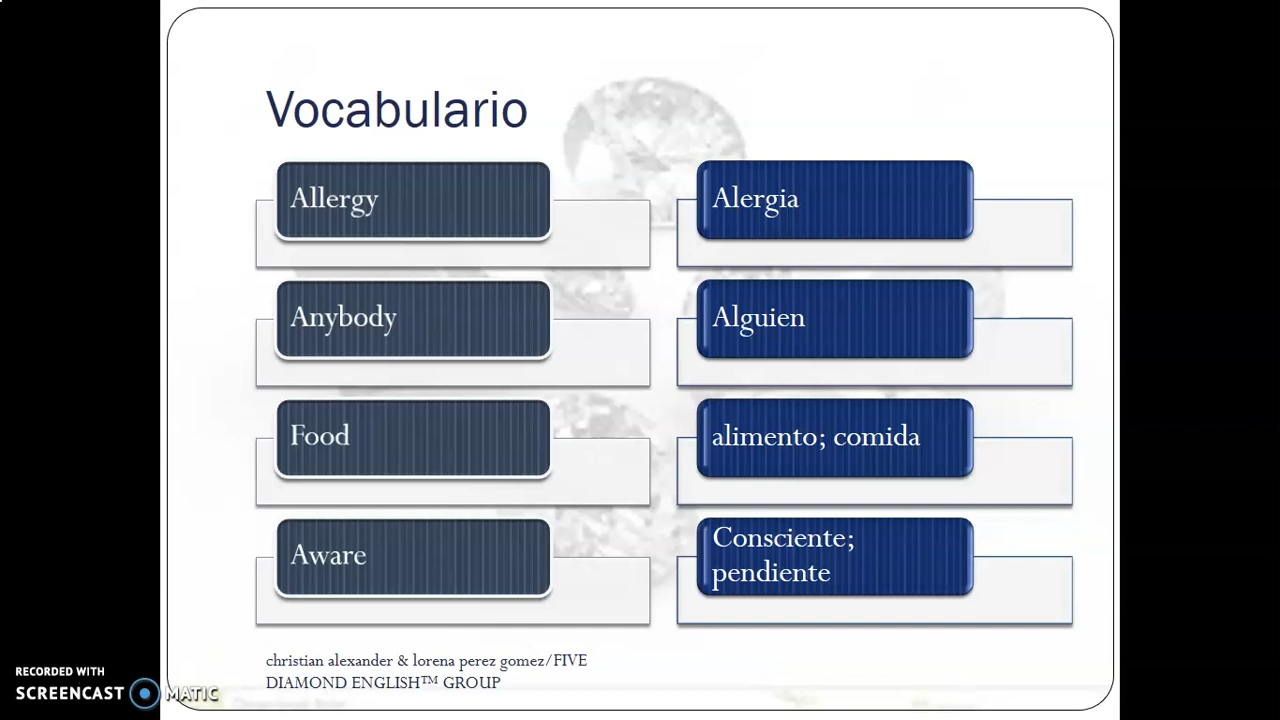 Vocabulario
Allergy
Alergia
Anybody
Alguien
Food
alimento; comida
Aware
Consciente;
pendiente
christian alexander & lorena perez gomez/FIVE
DIAMOND ENGLISH™ GROUP
RECORDED WITH
SCREENCAST MATIC